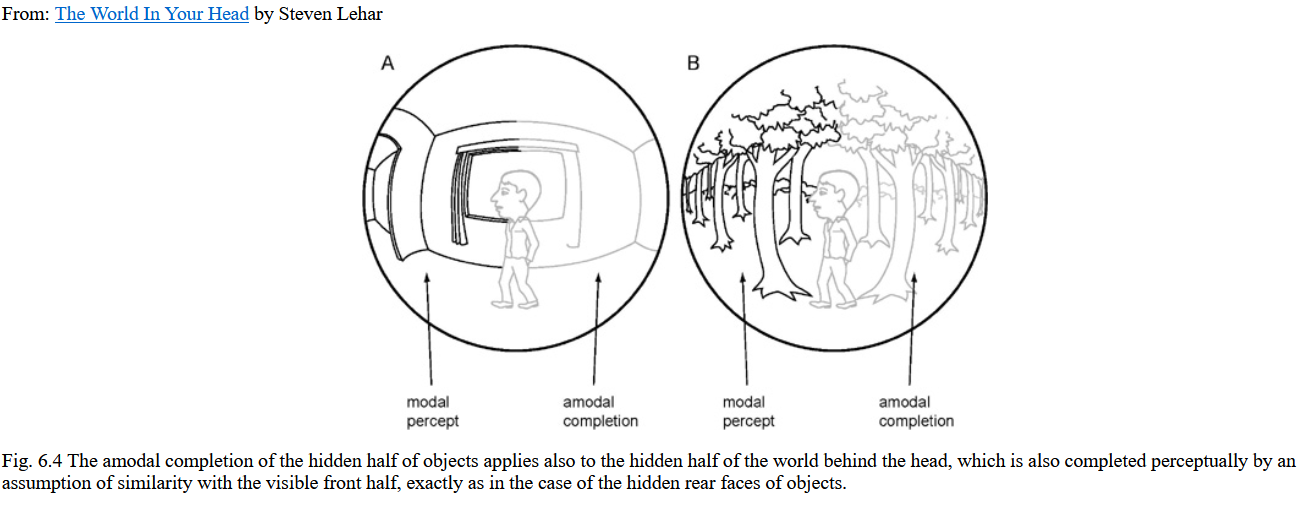 From: The World In Your Head by Steven Lehar
A
B
modal
percept
amodal
completion
modal
percept
amodal
completion
Fig. 6.4 The amodal completion of the hidden half of objects applies also to the hidden half of the world behind the head, which is also completed perceptually by an
assumption of similarity with the visible front half, exactly as in the case of the hidden rear faces of objects.